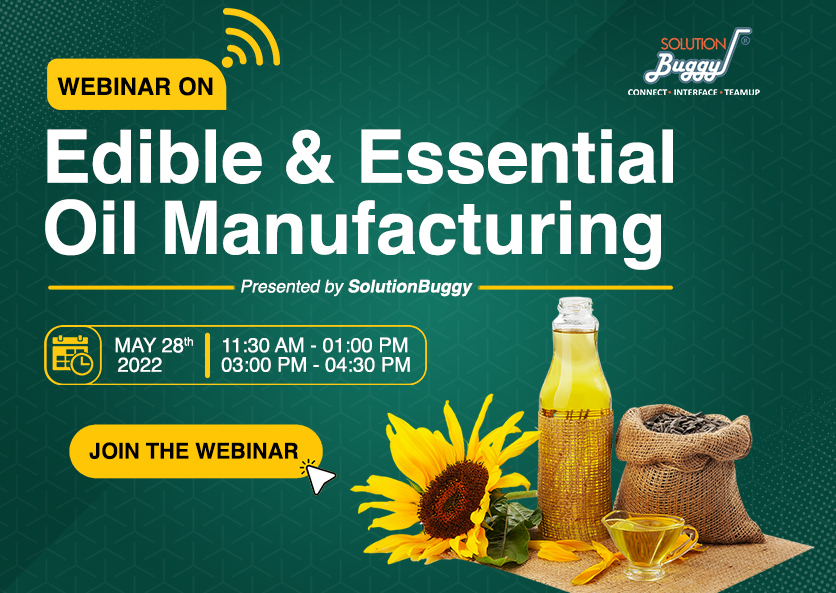 WEBINAR ON
SOLUTION
Buggy®
CONNECT • INTERFACE • TEAMUP
Edible & Essential
Oil Manufacturing
Presented by SolutionBuggy
MAY 28th
2022
11:30 AM - 01:00 PM
03:00 PM - 04:30 PM
JOIN THE WEBINAR